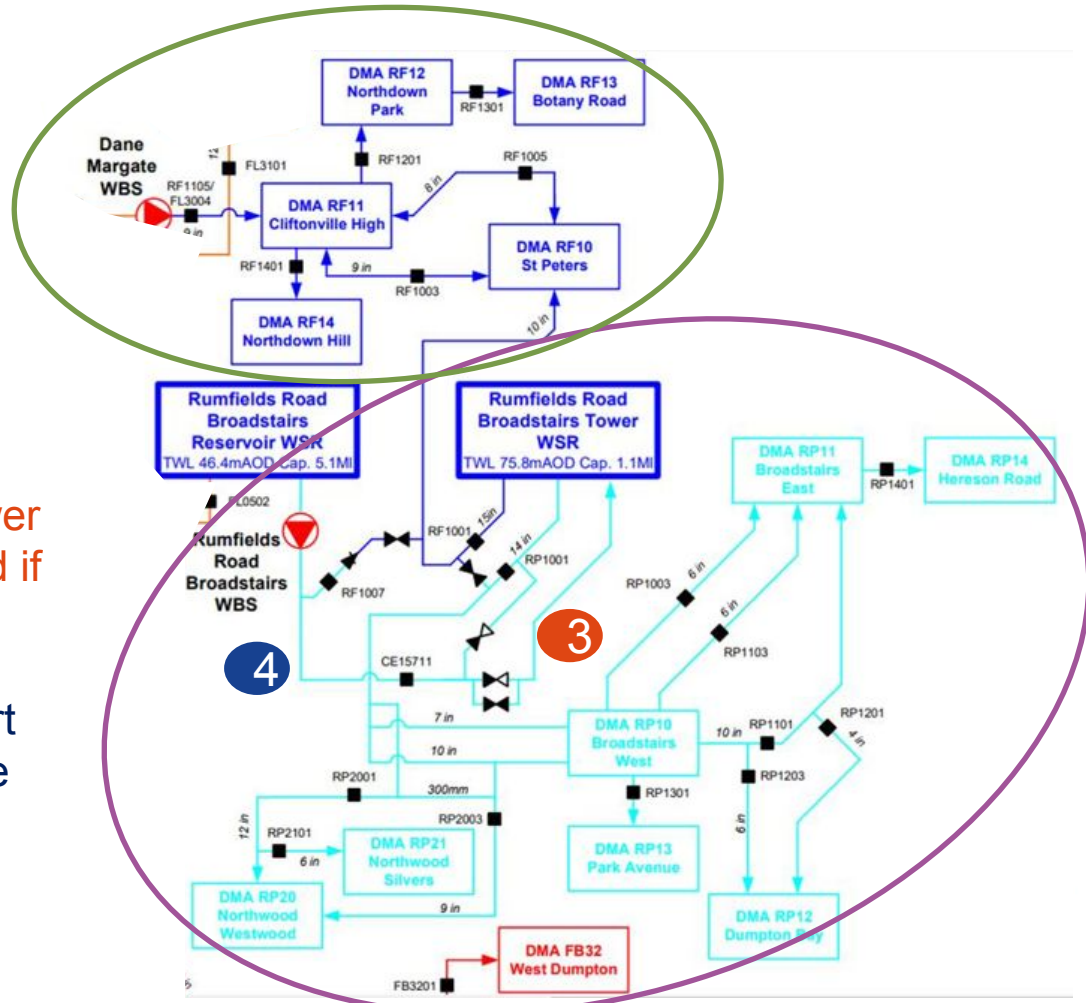 DMA RF12
Northdown
Park
DMA RF13
Botany Road
RF1301
Dane
Margate
WBS
12
FL3101
RF1201
RF1005
8 in
RF1105/
FL3004
9 in
9 in
DMA RF11
Cliftonville High
DMA RF10
St Peters
RF1401
9 in
RF1003
DMA RF14
Northdown Hill
10 in
Rumfields Road
Broadstairs
Reservoir WSR
TWL 46.4mAOD Cap. 5.1Ml
Rumfields Road
Broadstairs Tower
WSR
TWL 75.8mAOD Cap. 1.1Ml
DMA RP11
Broadstairs
East
DMA RP14
Hereson Road
RP1401
FL0502
Rumfields
Road
Broadstairs
WBS
RF1001
15in
14 in
RP1001
RF1007
RP1003
6 in
6 in
RP1103
ver
d if
3
4
CE15711
rt
e
7 in
10 in
DMA RP10
Broadstairs
West
10 in
RP1101
RP1201
4 in
RP1203
6 in
RP2001
300mm
RP2003
RP1301
12 in
RP2101
6 in
DMA RP21
Northwood
Silvers
DMA RP13
Park Avenue
DMA RP20
Northwood
Westwood
9 in
DMA RP12
Dumpton Bay
DMA FB32
West Dumpton
FB3201